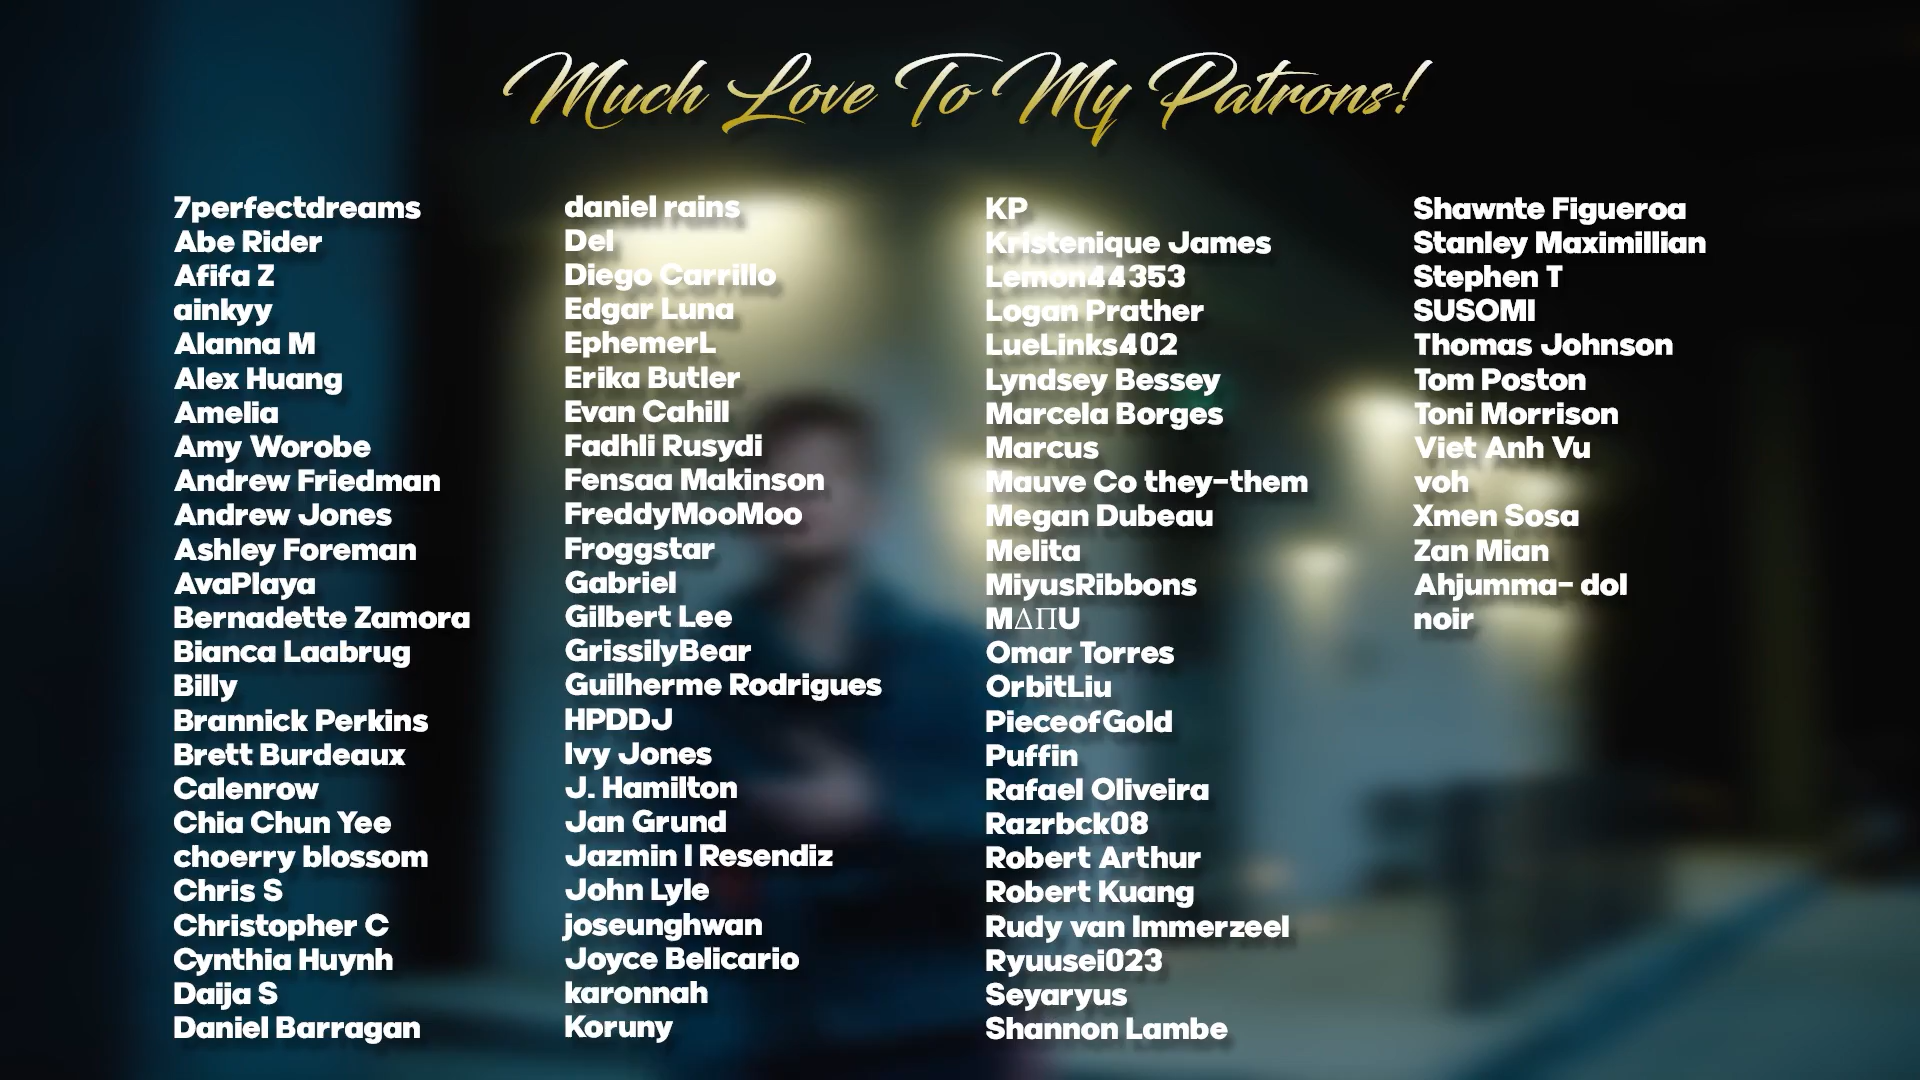 Much Love To My Patrons!
7perfectdreams
Abe Rider
Afifa Z
ainkyy
Alanna M
Alex Huang
Amelia
Amy Worobe
Andrew Friedman
Andrew Jones
Ashley Foreman
AvaPlaya
Bernadette Zamora
Bianca Laabrug
Billy
Brannick Perkins
Brett Burdeaux
Calenrow
Chia Chun Yee
choerry blossom
Chris S
Christopher C
Cynthia Huynh
Daija S
Daniel Barragan
daniel rains
Del
Diego Carrillo
Edgar Luna
EphemerL
Erika Butler
Evan Cahill
Fadhli Rusydi
Fensaa Makinson
FreddyMooMoo
Froggstar
Gabriel
Gilbert Lee
GrissilyBear
Guilherme Rodrigues
HPDDJ
Ivy Jones
J. Hamilton
Jan Grund
Jazmin I Resendiz
John Lyle
joseunghwan
Joyce Belicario
karonnah
Koruny
KP
Kristenique James
Lemon44353
Logan Prather
LueLinks402
Lyndsey Bessey
Marcela Borges
Marcus
Mauve Co they-them
Megan Dubeau
Melita
MiyusRibbons
MΔΠU
Omar Torres
OrbitLiu
PieceofGold
Puffin
Rafael Oliveira
Razrbck08
Robert Arthur
Robert Kuang
Rudy van Immerzeel
Ryuusei023
Seyaryus
Shannon Lambe
Shawnte Figueroa
Stanley Maximillian
Stephen T
SUSOMI
Thomas Johnson
Tom Poston
Toni Morrison
Viet Anh Vu
voh
Xmen Sosa
Zan Mian
Ahjumma- dol
noir